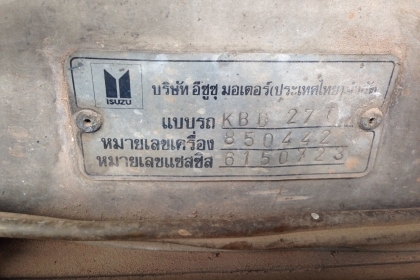 ISUZU
บริษัท อีซูซุ มอเตอร์(ประเทศไทย)จำกัด
แบบรถ KBD 27
หมายเลขเครื่อง 850442
หมายเลขแชสซีส 6150323